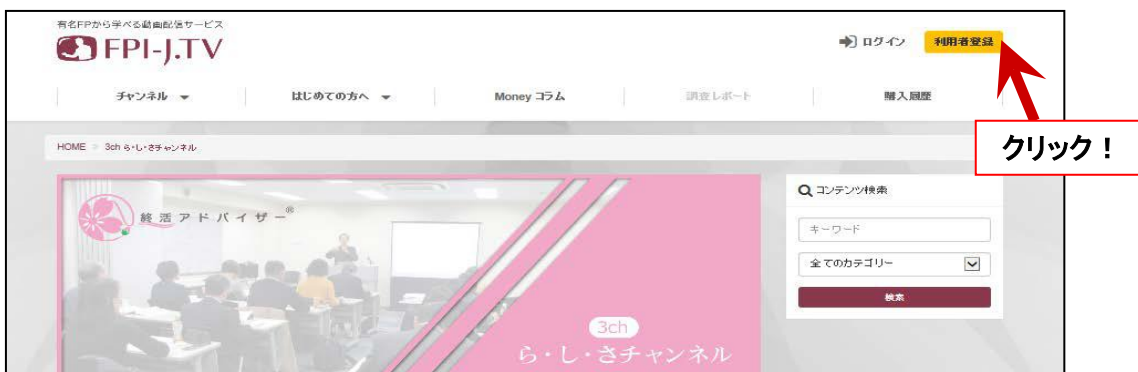 有名FPから学べる動画配信サービス
FPI-J.TV
ログイン
利用者登録
チャンネル
はじめての方へ
Money コラム
調査レポート
購入履歴
クリック！
HOME
3ch ら・し・さチャンネル
コンテンツ検索
終活アドバイザー®
キーワード
全てのカテゴリー
検索
3ch
ら・し・さチャンネル